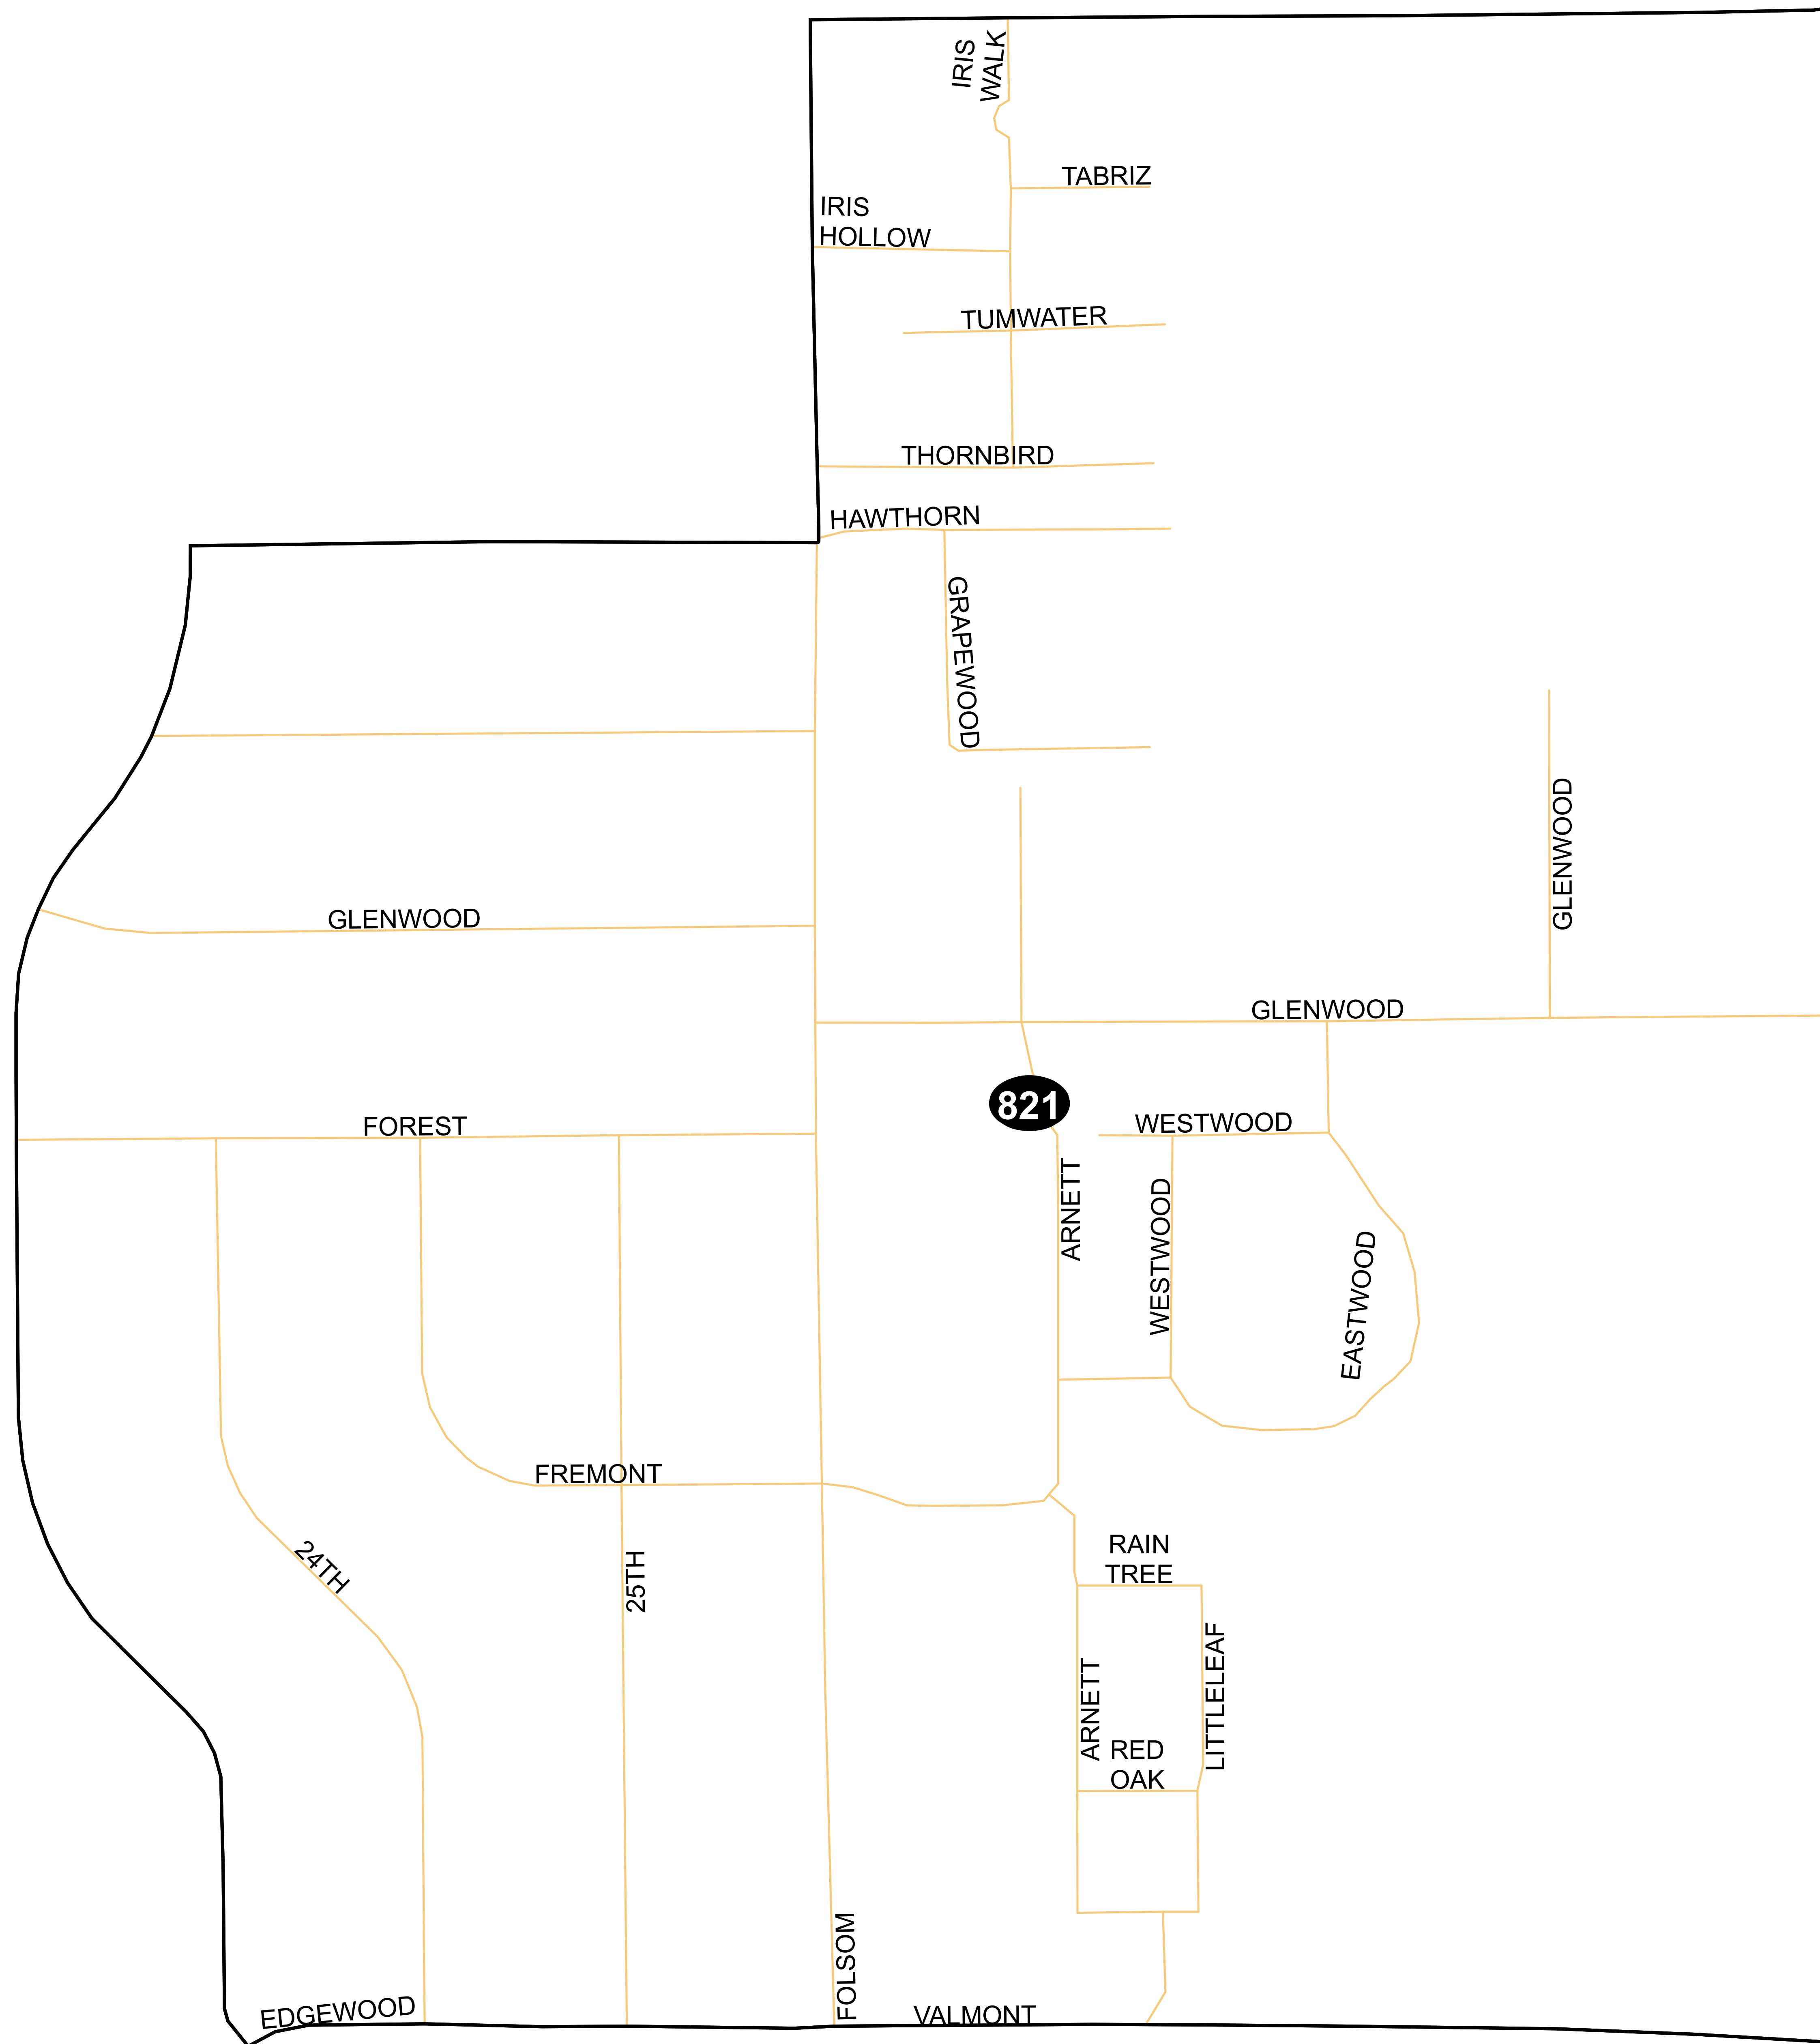 IRIS
WALK
TABRIZ
IRIS
HOLLOW
TUMWATER
THORNBIRD
HAWTHORN
GRAPEWOOD
GLENWOOD
GLENWOOD
GLENWOOD
821
FOREST
WESTWOOD
ARNETT
WESTWOOD
EASTWOOD
FREMONT
24TH
25TH
RAIN
TREE
LITTLELEAF
ARNETT
RED
OAK
FOLSOM
EDGEWOOD
VALMONT